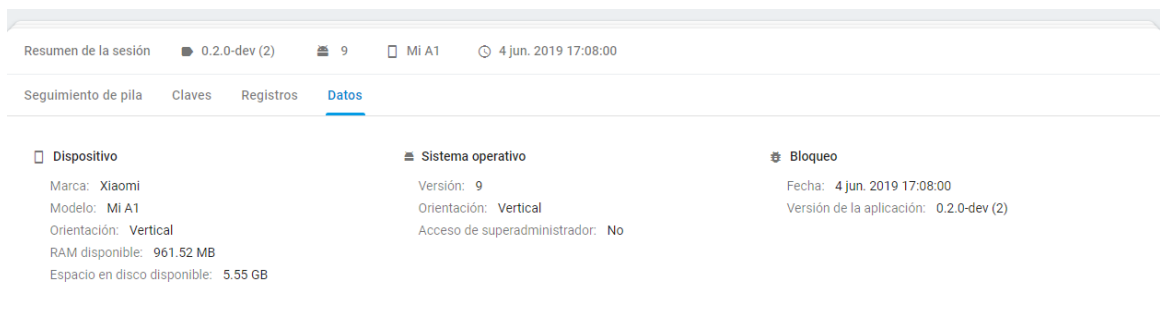 Resumen de la sesión 0.2.0-dev (2) 9 Mi A1 4 jun. 2019 17:08:00
Seguimiento de pila Claves Registros Datos
Dispositivo
Marca: Xiaomi
Modelo: Mi A1
Orientación: Vertical
RAM disponible: 961.52 MB
Espacio en disco disponible: 5.55 GB
Sistema operativo
Versión: 9
Orientación: Vertical
Acceso de superadministrador: No
Bloqueo
Fecha: 4 jun. 2019 17:08:00
Versión de la aplicación: 0.2.0-dev (2)